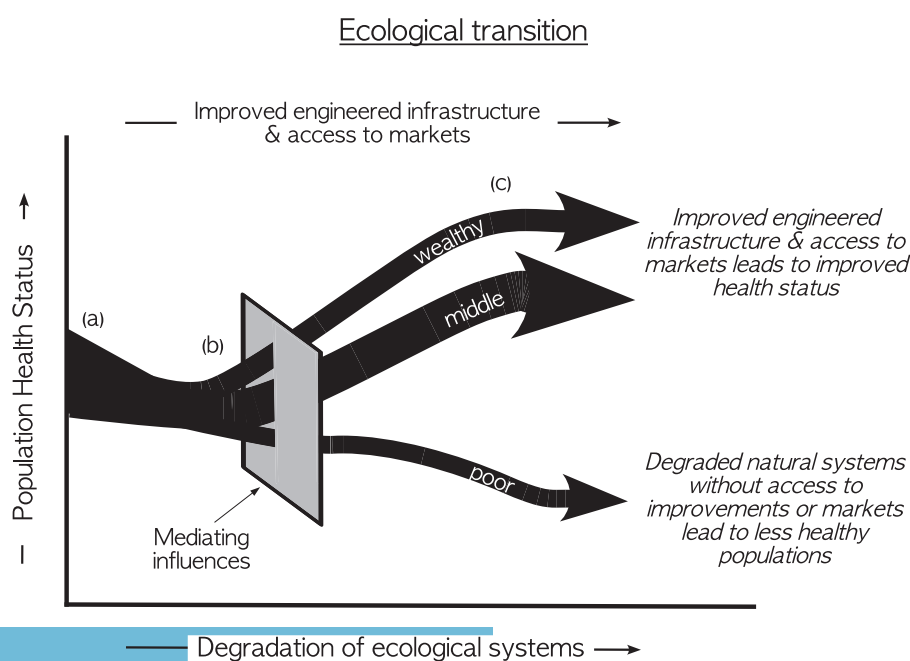 Ecological transition
Improved engineered infrastructure
& access to markets
(c)
wealthy
Improved engineered
infrastructure & access to
markets leads to improved
health status
middle
(a)
(b)
Population Health Status
poor
Degraded natural systems
without access to
improvements or markets
lead to less healthy
populations
Mediating
influences
Degradation of ecological systems